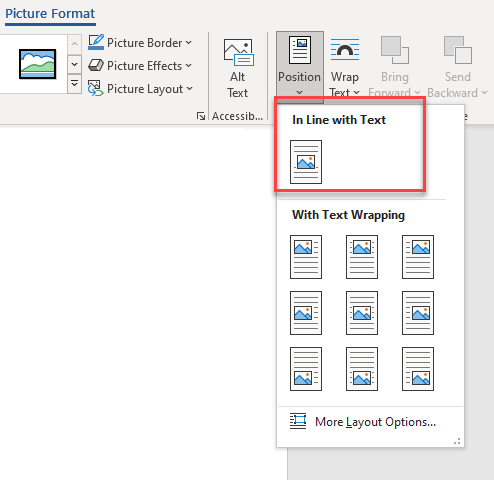 Picture Format
Picture Border
Picture Effects
Picture Layout
Alt
Text
Position
Wrap
Text
Bring
Forward
Send
Backward
Accessib...
In Line with Text
With Text Wrapping
More Layout Options...